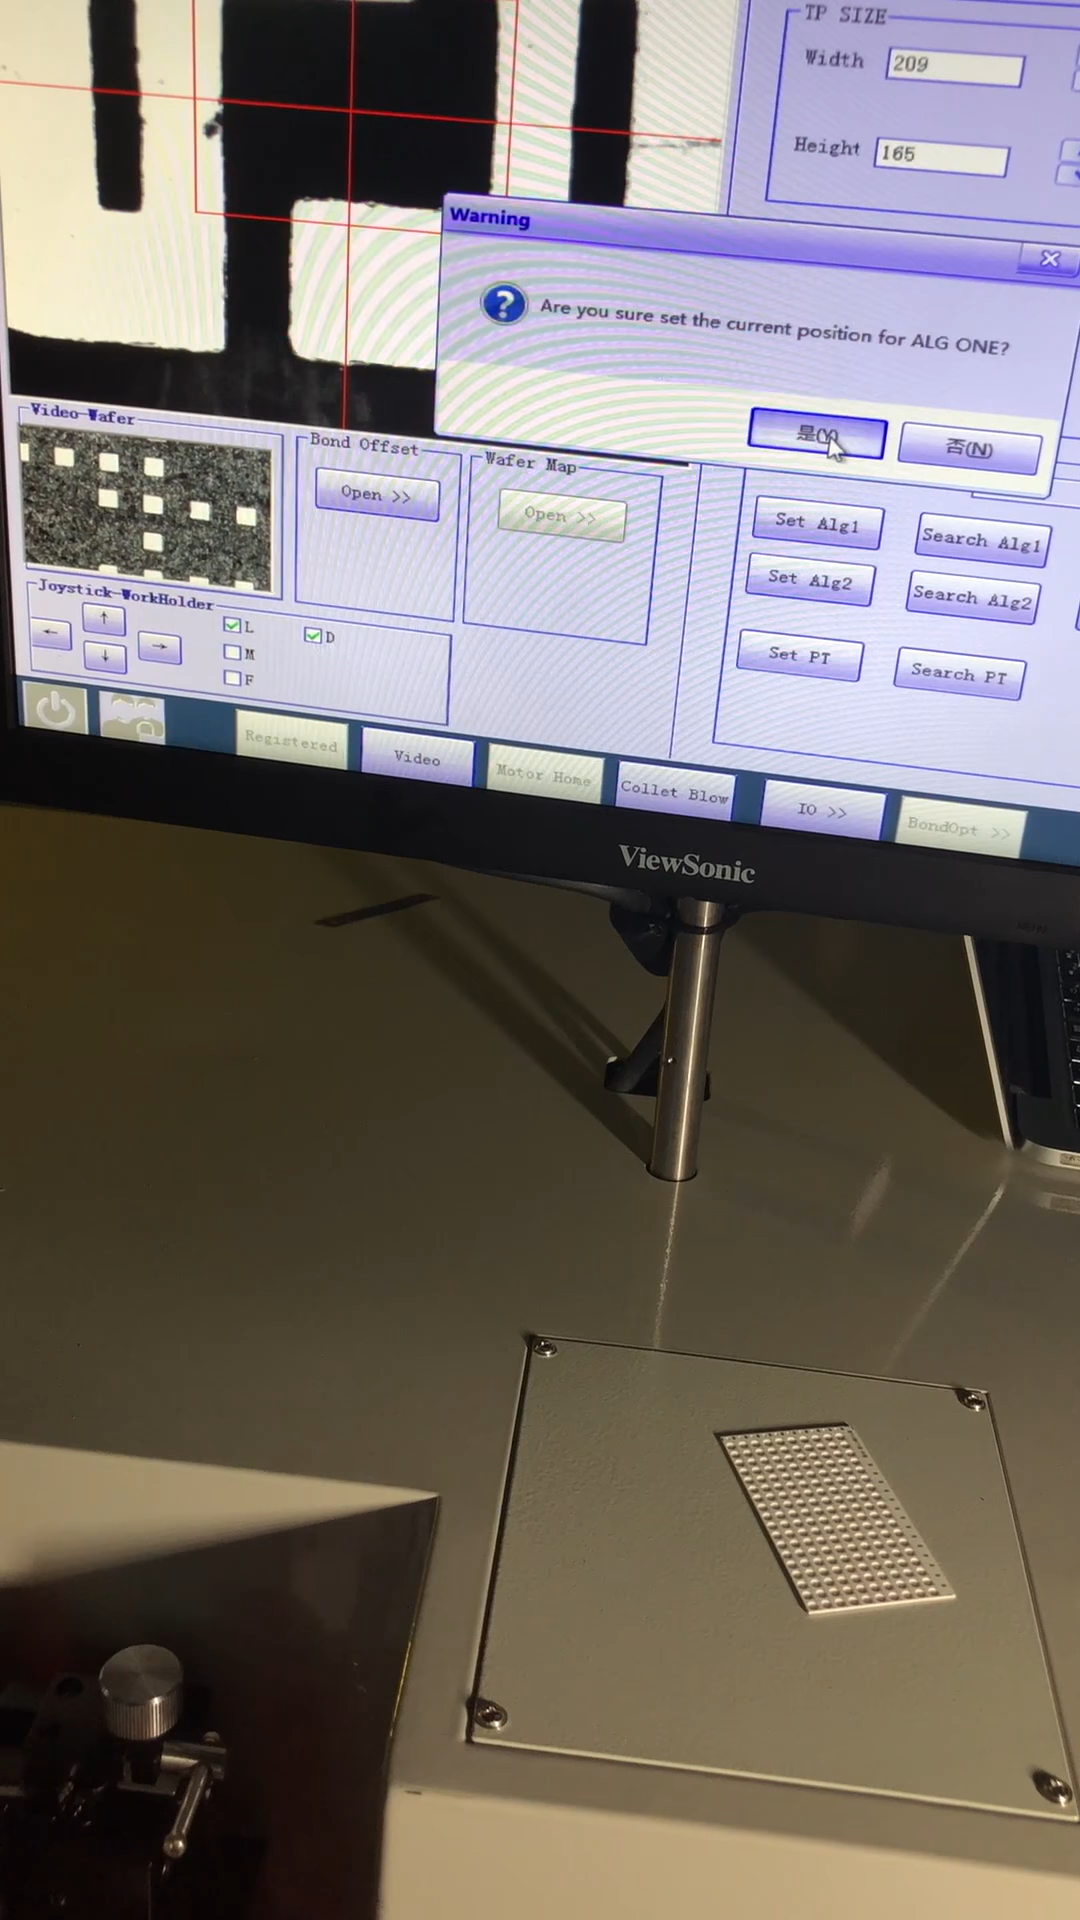 TP SIZE
Width 209
Height 165
Warning
Are you sure set the current position for ALG ONE?
是(Y)
否(N)
Video-Wafer
Bond Offset
Open >>
Wafer Map
Open >>
Set Alg1
Search Alg1
Set Alg2
Search Alg2
Set PT
Search PT
Joystick-WorkHolder
L
D
M
F
Registered
Video
Motor Home
Collet Blow
IO >>
BondOpt >>
ViewSonic